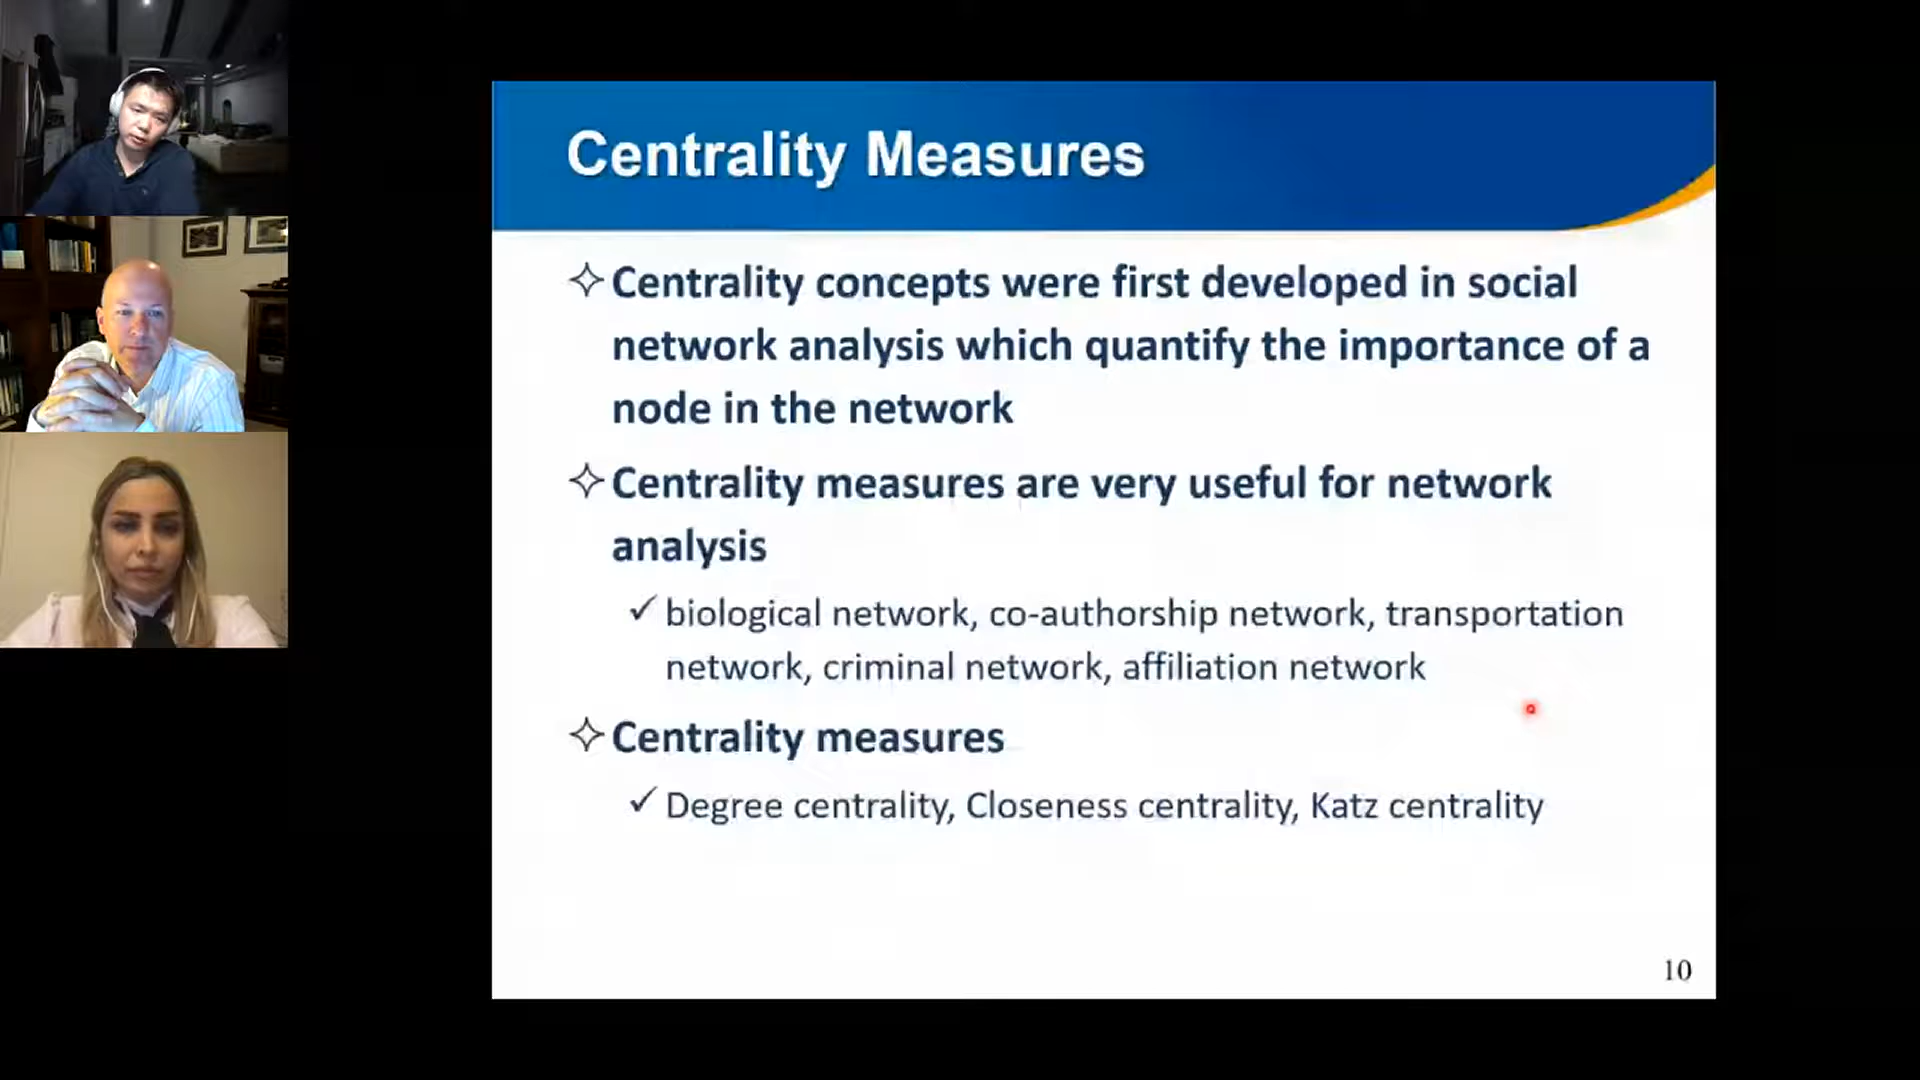 Centrality Measures
Centrality concepts were first developed in social
network analysis which quantify the importance of a
node in the network
Centrality measures are very useful for network
analysis
biological network, co-authorship network, transportation
network, criminal network, affiliation network
Centrality measures
Degree centrality, Closeness centrality, Katz centrality
10